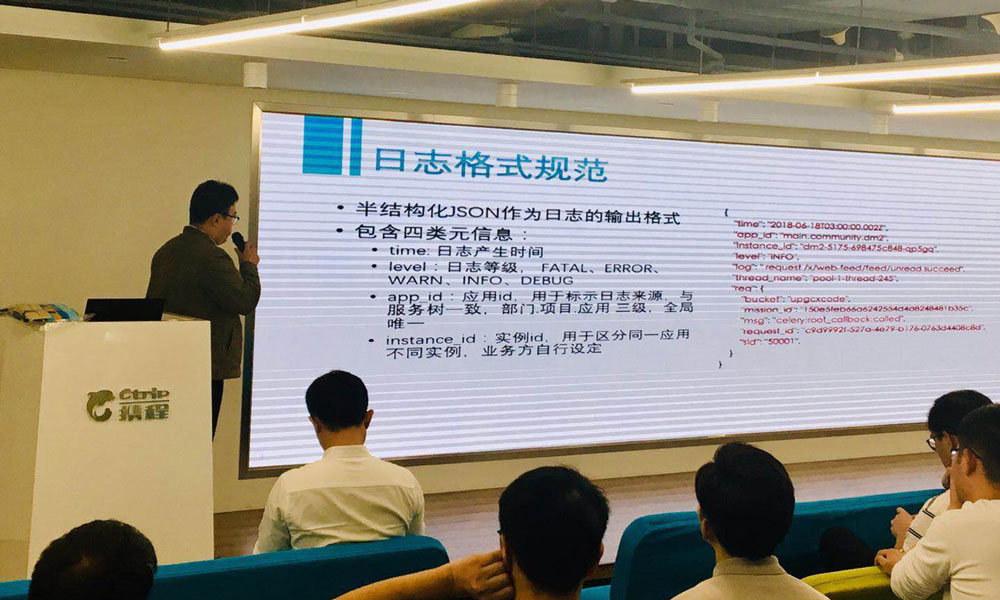 日志格式规范
• 半结构化JSON作为日志的输出格式
• 包含四类元信息：
• time: 日志产生时间
• level：日志等级， FATAL、ERROR、
WARN、INFO、DEBUG
• app_id：应用id，用于标示日志来源，与
服务树一致，部门.项目.应用 三级，全局
唯一
• instance_id：实例id，用于区分同一应用
不同实例，业务方自行设定
{
"time": "2018-06-18T03:00:00.002Z",
"app_id": "main.community.dm2",
"instance_id": "dm2-5175-698475c848-qp5gq",
"level": "INFO",
"log": " request /x/web-feed/feed/unread succeed",
"thread_name": "pool-1-thread-245",
"req": {
"bucket": "upgcxcode",
"msg": "celery:root_callback.called",
"sid": "50001",
}
}
Ctrip
携程